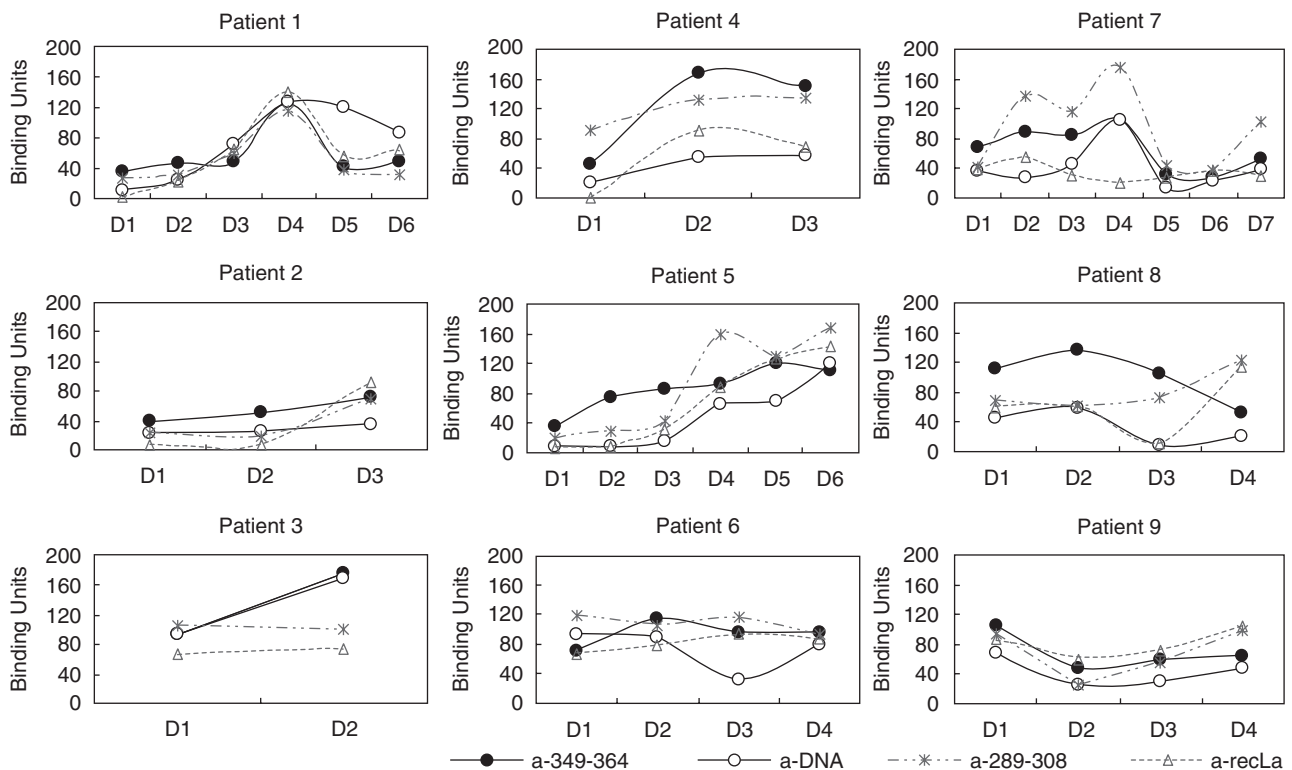 Patient 1
Binding Units
200
160
120
80
40
0
D1 D2 D3 D4 D5 D6
Patient 4
Binding Units
200
160
120
80
40
0
D1 D2 D3
Patient 7
Binding Units
200
160
120
80
40
0
D1 D2 D3 D4 D5 D6 D7
Patient 2
Binding Units
200
160
120
80
40
0
D1 D2 D3
Patient 5
Binding Units
200
160
120
80
40
0
D1 D2 D3 D4 D5 D6
Patient 8
Binding Units
200
160
120
80
40
0
D1 D2 D3 D4
Patient 3
Binding Units
200
160
120
80
40
0
D1 D2
Patient 6
Binding Units
200
160
120
80
40
0
D1 D2 D3 D4
Patient 9
Binding Units
200
160
120
80
40
0
D1 D2 D3 D4
a-349-364 a-DNA a-289-308 a-recLa